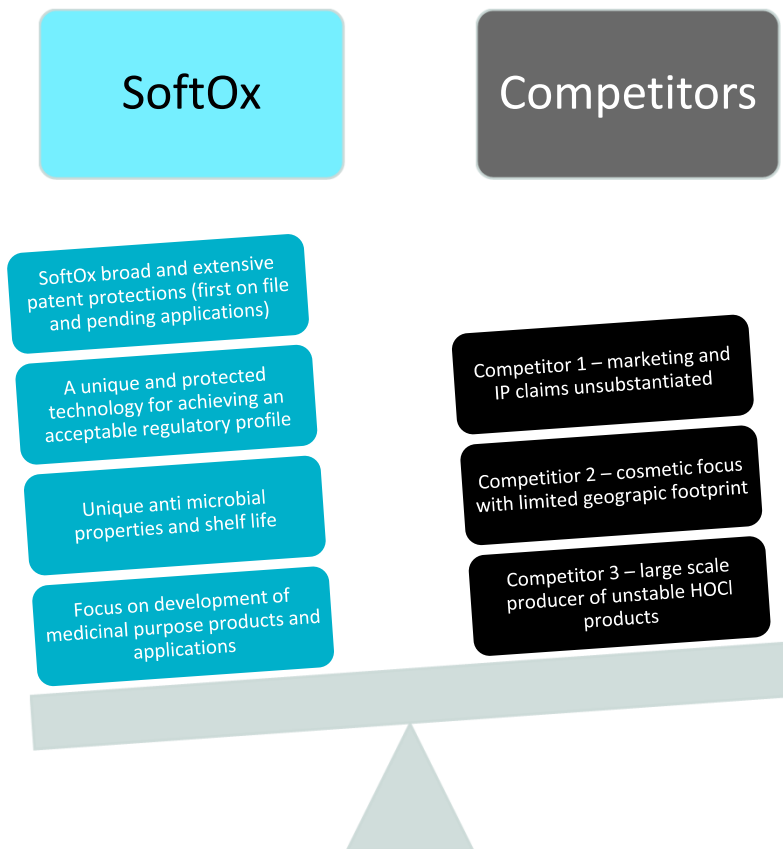 SoftOx
Competitors
SoftOx broad and extensive
patent protections (first on file
and pending applications)
A unique and protected
technology for achieving an
acceptable regulatory profile
Unique anti microbial
properties and shelf life
Focus on development of
medicinal purpose products and
applications
Competitor 1 – marketing and
IP claims unsubstantiated
Competitior 2 – cosmetic focus
with limited geograpic footprint
Competitor 3 – large scale
producer of unstable HOCl
products